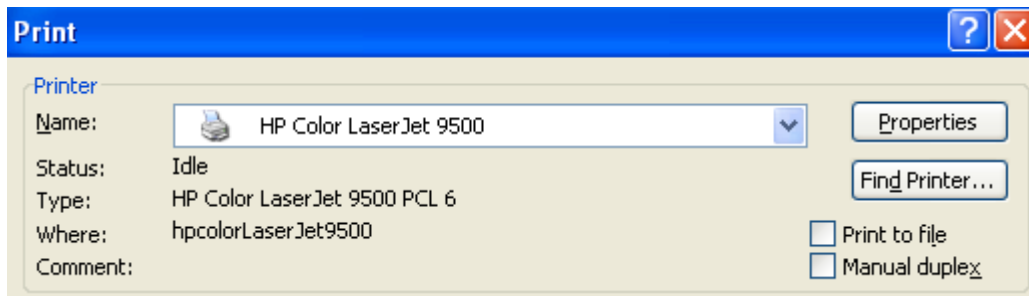 Print
Printer
Name: HP Color LaserJet 9500 Properties
Status: Idle
Type: HP Color LaserJet 9500 PCL 6 Find Printer...
Where: hpcolorLaserJet9500 Print to file
Comment: Manual duplex